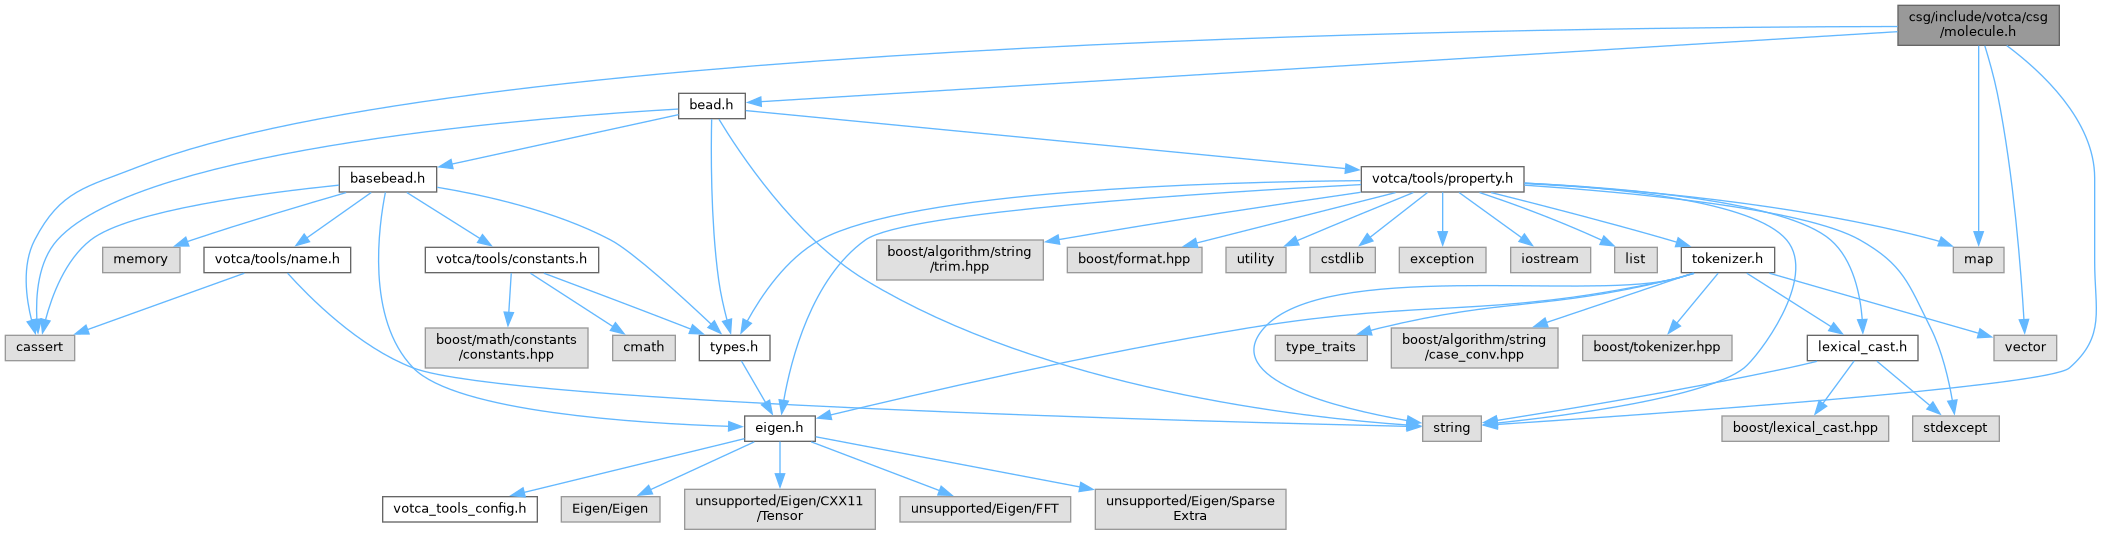 csg/include/votca/csg
/molecule.h
bead.h
basebead.h
votca/tools/property.h
memory
votca/tools/name.h
votca/tools/constants.h
boost/algorithm/string
/trim.hpp
boost/format.hpp
utility
cstdlib
exception
iostream
list
tokenizer.h
map
cassert
boost/math/constants
/constants.hpp
cmath
types.h
type_traits
boost/algorithm/string
/case_conv.hpp
boost/tokenizer.hpp
lexical_cast.h
vector
eigen.h
string
boost/lexical_cast.hpp
stdexcept
votca_tools_config.h
Eigen/Eigen
unsupported/Eigen/CXX11
/Tensor
unsupported/Eigen/FFT
unsupported/Eigen/Sparse
Extra